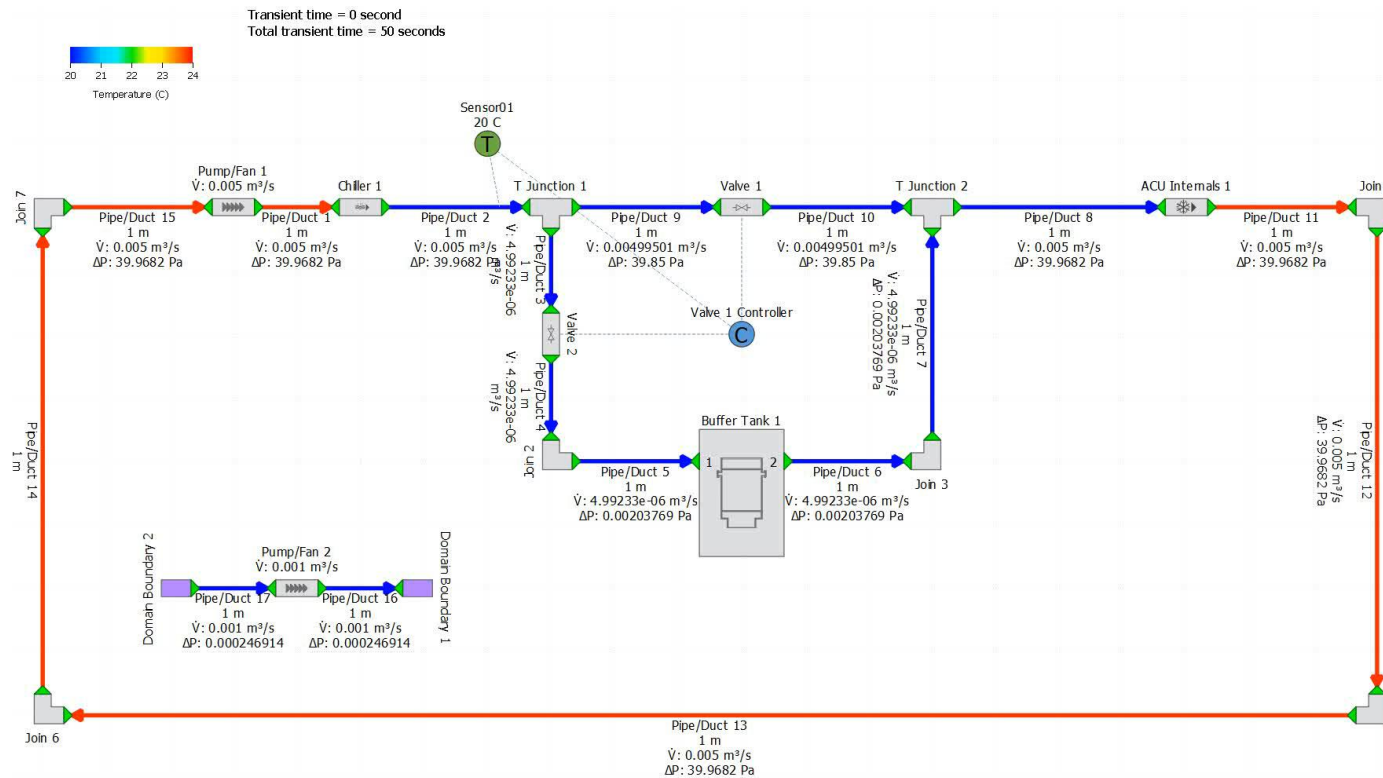 Transient time = 0 second
Total transient time = 50 seconds
20 21 22 23 24
Temperature (C)
Sensor01
20 C
T
Join 7
Pipe/Duct 15
1 m
V̇: 0.005 m³/s
ΔP: 39.9682 Pa
Pump/Fan 1
V̇: 0.005 m³/s
Pipe/Duct 1
1 m
V̇: 0.005 m³/s
ΔP: 39.9682 Pa
Chiller 1
Pipe/Duct 2
1 m
V̇: 0.005 m³/s
ΔP: 39.9682 Pa
T Junction 1
Pipe/Duct 9
1 m
V̇: 0.00499501 m³/s
ΔP: 39.85 Pa
Valve 1
Pipe/Duct 10
1 m
V̇: 0.00499501 m³/s
ΔP: 39.85 Pa
T Junction 2
Pipe/Duct 8
1 m
V̇: 0.005 m³/s
ΔP: 39.9682 Pa
ACU Internals 1
Pipe/Duct 11
1 m
V̇: 0.005 m³/s
ΔP: 39.9682 Pa
Join
Pipe/Duct 3
1 m
V̇: 4.99233e-06
m³/s
Valve 2
Valve 1 Controller
C
Pipe/Duct 4
1 m
V̇: 4.99233e-06
m³/s
Join 2
Pipe/Duct 5
1 m
V̇: 4.99233e-06 m³/s
ΔP: 0.00203769 Pa
Buffer Tank 1
1 2
Pipe/Duct 6
1 m
V̇: 4.99233e-06 m³/s
ΔP: 0.00203769 Pa
Join 3
Pipe/Duct 7
1 m
V̇: 4.99233e-06 m³/s
ΔP: 0.00203769 Pa
Pipe/Duct 12
1 m
V̇: 0.005 m³/s
ΔP: 39.9682 Pa
Pipe/Duct 14
1 m
Domain Boundary 2
Pipe/Duct 17
1 m
V̇: 0.001 m³/s
ΔP: 0.000246914
Pump/Fan 2
V̇: 0.001 m³/s
Pipe/Duct 16
1 m
V̇: 0.001 m³/s
ΔP: 0.000246914
Domain Boundary 1
Join 6
Pipe/Duct 13
1 m
V̇: 0.005 m³/s
ΔP: 39.9682 Pa